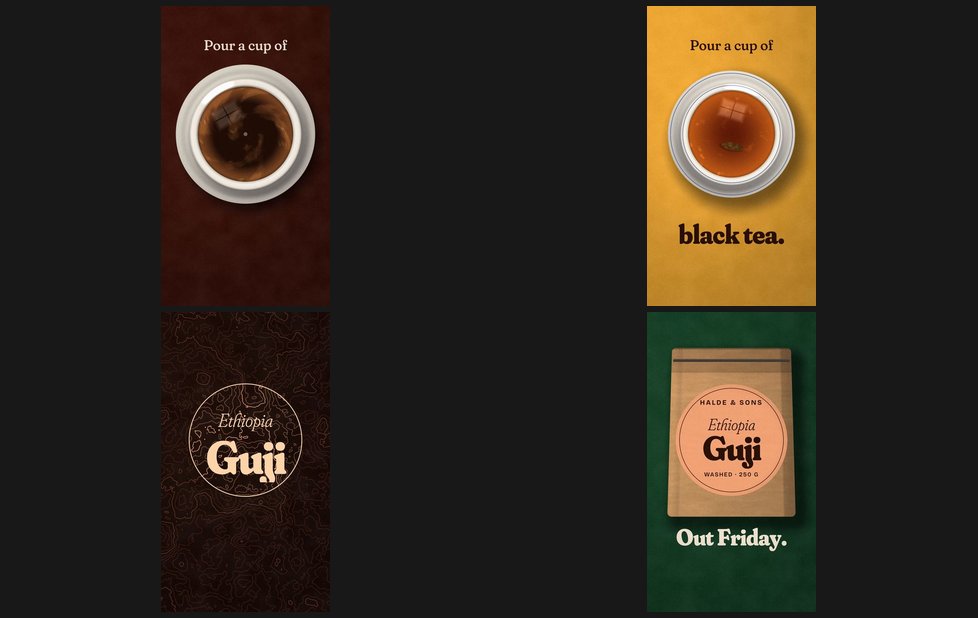 Pour a cup of
Pour a cup of
black tea.
Ethiopia
Guji
HALDE & SONS
Ethiopia
Guji
WASHED · 250 G
Out Friday.